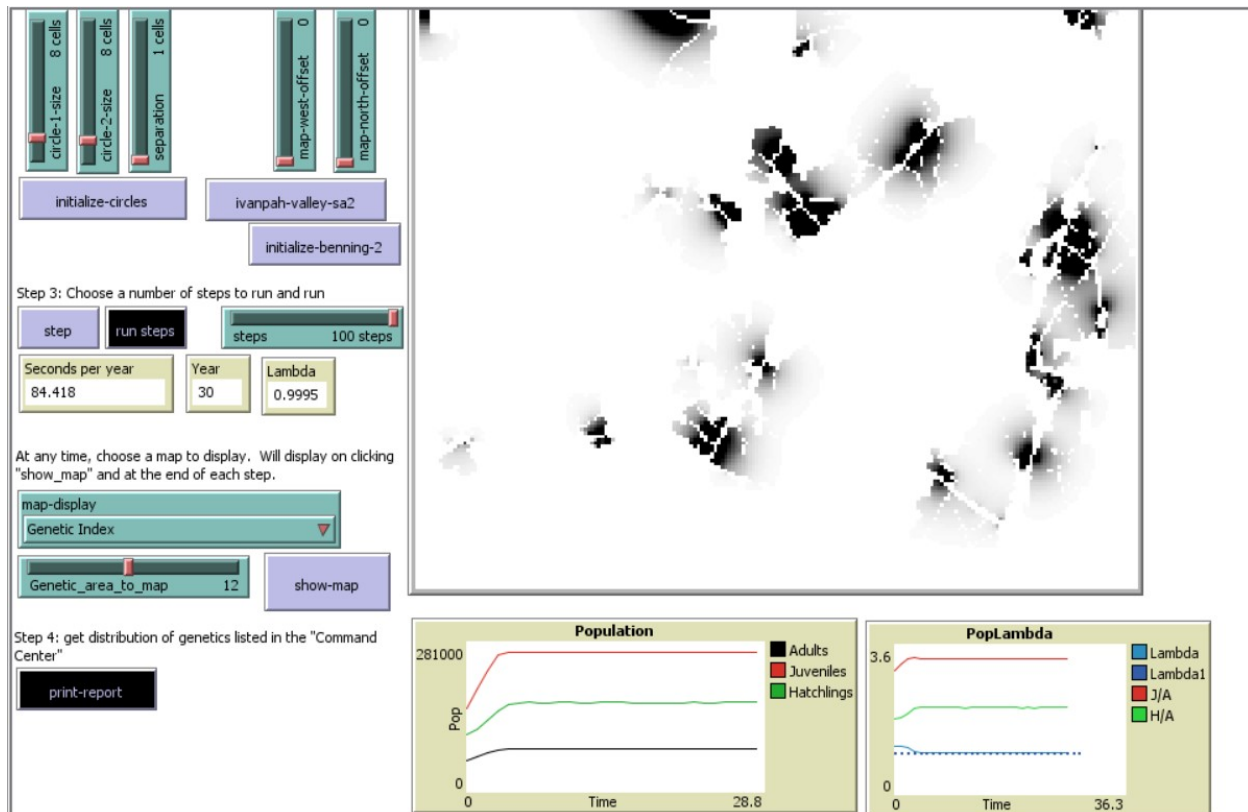 circle-1-size 8 cells
circle-2-size 8 cells
separation 1 cells
map-west-offset 0
map-north-offset 0
initialize-circles
ivanpah-valley-sa2
initialize-benning-2
Step 3: Choose a number of steps to run and run
step
run steps
steps 100 steps
Seconds per year
84.418
Year
30
Lambda
0.9995
At any time, choose a map to display. Will display on clicking
"show_map" and at the end of each step.
map-display
Genetic Index
Genetic_area_to_map 12
show-map
Step 4: get distribution of genetics listed in the "Command
Center"
print-report
Population
281000
Pop
0
0 Time 28.8
Adults
Juveniles
Hatchlings
PopLambda
3.6
0
0 Time 36.3
Lambda
Lambda1
J/A
H/A